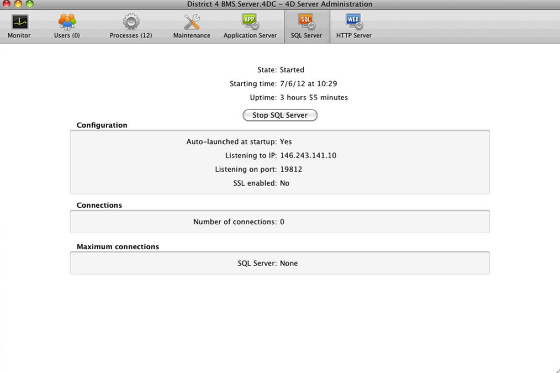 District 4 BMS Server.4DC - 4D Server Administration
Monitor Users (0) Processes (12) Maintenance Application Server SQL Server HTTP Server
APP SQL WEB
State: Started
Starting time: 7/6/12 at 10:29
Uptime: 3 hours 55 minutes
Stop SQL Server
Configuration
Auto-launched at startup: Yes
Listening to IP: 146.243.141.10
Listening on port: 19812
SSL enabled: No
Connections
Number of connections: 0
Maximum connections
SQL Server: None